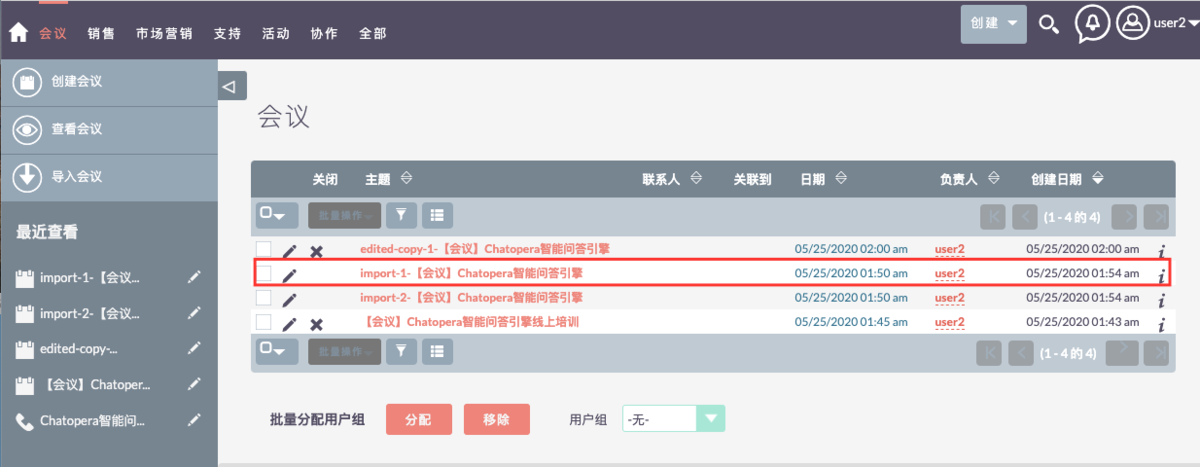 会议 销售 市场营销 支持 活动 协作 全部 创建 user2
创建会议
查看会议
导入会议
最近查看
import-1-【会议...
import-2-【会议...
edited-copy-...
【会议】Chatoper...
Chatopera智能问...
会议
关闭 主题 联系人 关联到 日期 负责人 创建日期
批量操作 (1 - 4 的 4)
edited-copy-1-【会议】Chatopera智能问答引擎 05/25/2020 02:00 am user2 05/25/2020 02:00 am
import-1-【会议】Chatopera智能问答引擎 05/25/2020 01:50 am user2 05/25/2020 01:54 am
import-2-【会议】Chatopera智能问答引擎 05/25/2020 01:50 am user2 05/25/2020 01:54 am
【会议】Chatopera智能问答引擎线上培训 05/25/2020 01:45 am user2 05/25/2020 01:43 am
批量操作 (1 - 4 的 4)
批量分配用户组 分配 移除 用户组 -无-